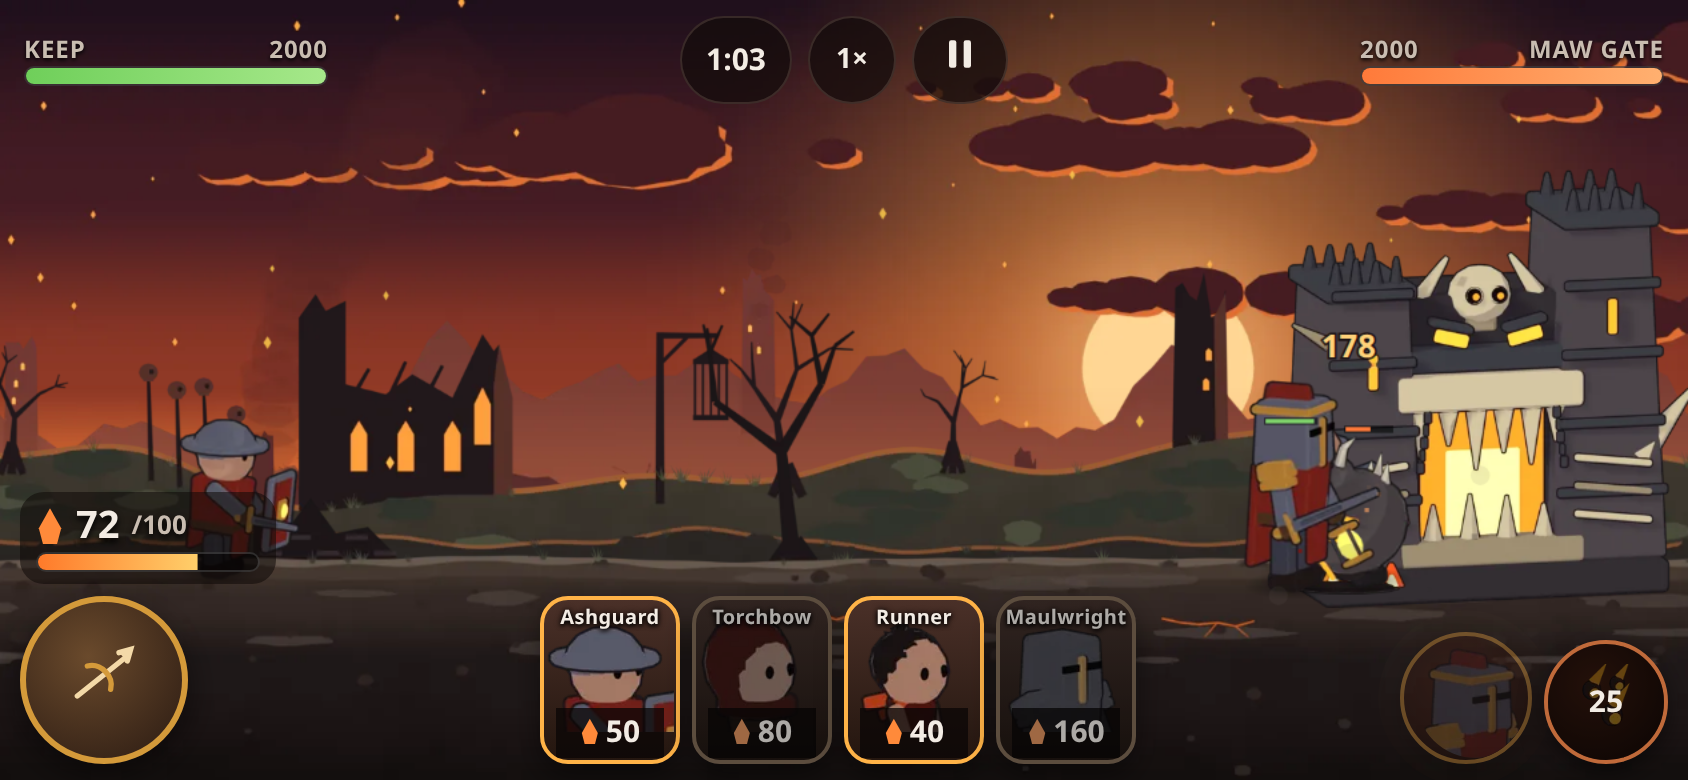 KEEP 2000
1:03
1×
2000 MAW GATE
178
72 /100
Ashguard
50
Torchbow
80
Runner
40
Maulwright
160
25